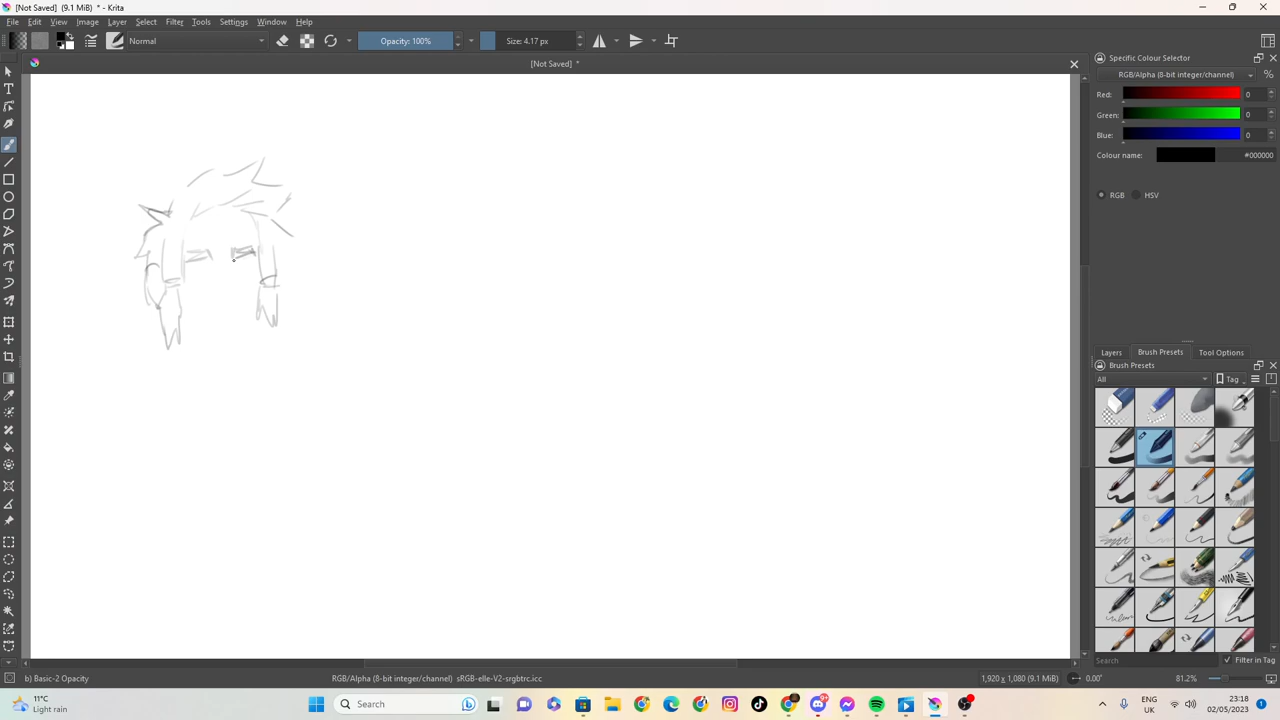 [Not Saved] (9.1 MiB) * - Krita
File Edit View Image Layer Select Filter Tools Settings Window Help
Normal
Opacity: 100%
Size: 4.17 px
[Not Saved] *
Specific Colour Selector
RGB/Alpha (8-bit integer/channel)
%
Red: 0
Green: 0
Blue: 0
Colour name: #000000
RGB HSV
Layers Brush Presets Tool Options
Brush Presets
All Tag
Search Filter in Tag
b) Basic-2 Opacity RGB/Alpha (8-bit integer/channel) sRGB-elle-V2-srgbtrc.icc 1,920 x 1,080 (9.1 MiB) 0.00° 81.2%
11°C
Light rain
Search
ENG
UK
23:18
02/05/2023